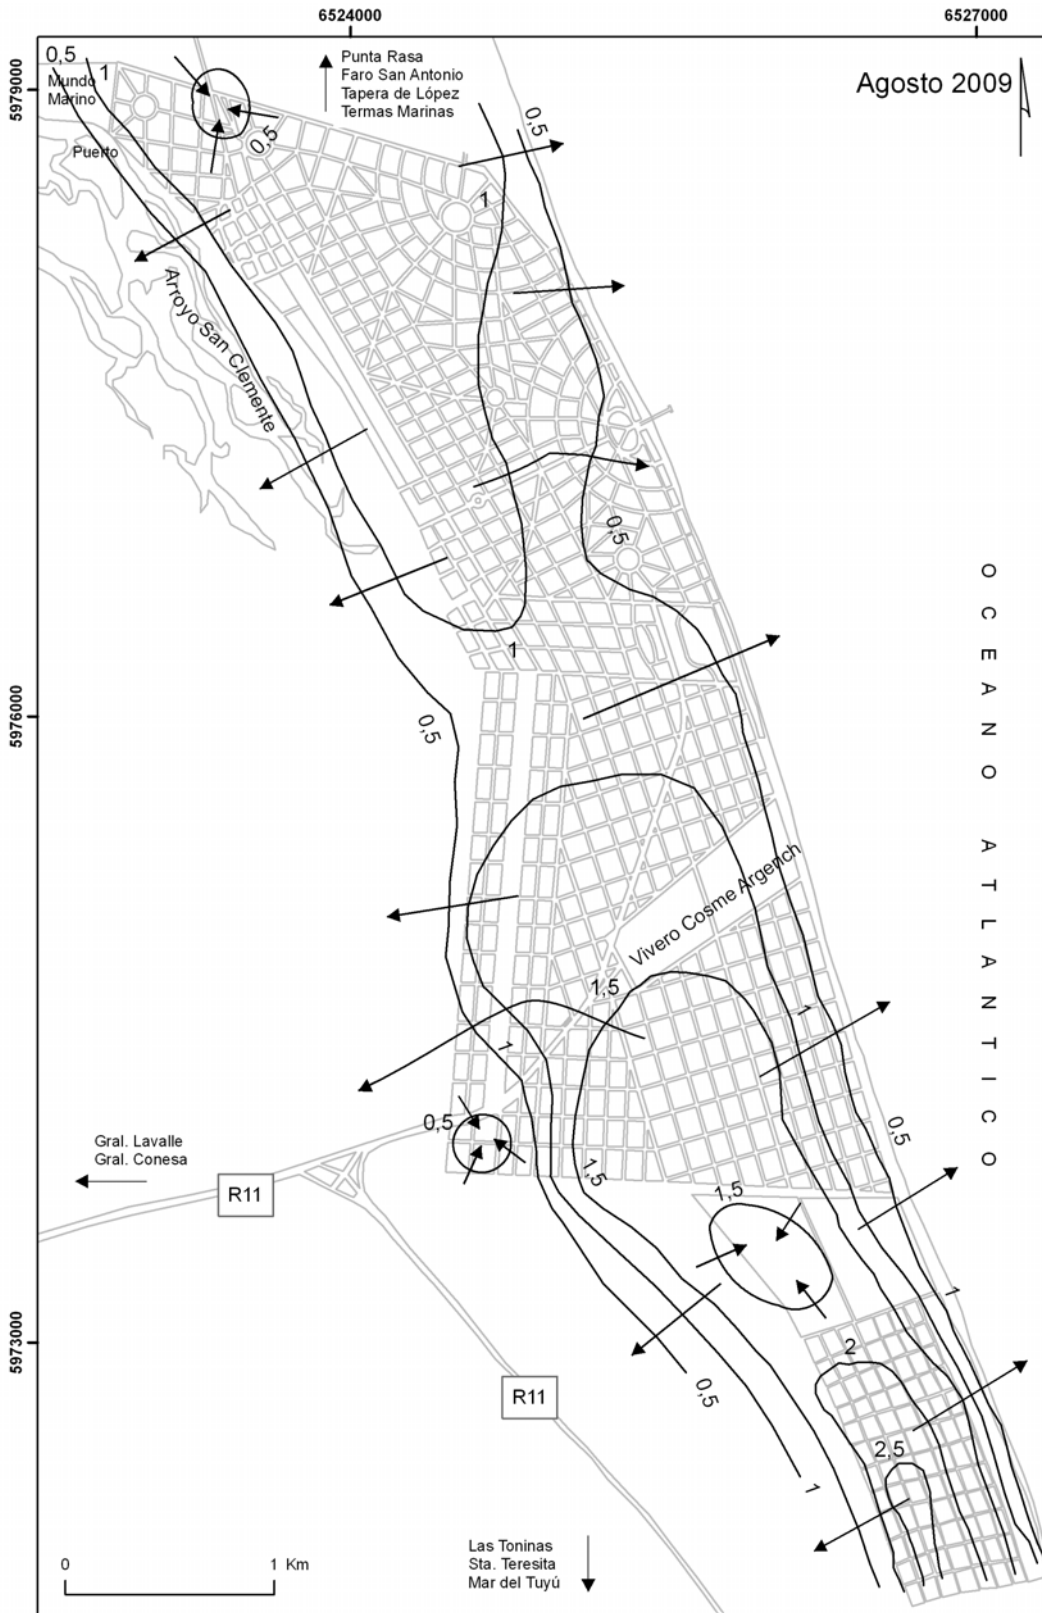 6524000
6527000
5979000
5976000
5973000
0,5
1
Mundo
Marino
Puerto
Punta Rasa
Faro San Antonio
Tapera de López
Termas Marinas
Agosto 2009
0,5
0,5
1
Arroyo San Clemente
0,5
1
0,5
OCEANO ATLANTICO
Vivero Cosme Argerich
1,5
1
1
0,5
0,5
1,5
1,5
Gral. Lavalle
Gral. Conesa
R11
1
2
0,5
R11
2,5
1
0
1 Km
Las Toninas
Sta. Teresita
Mar del Tuyú